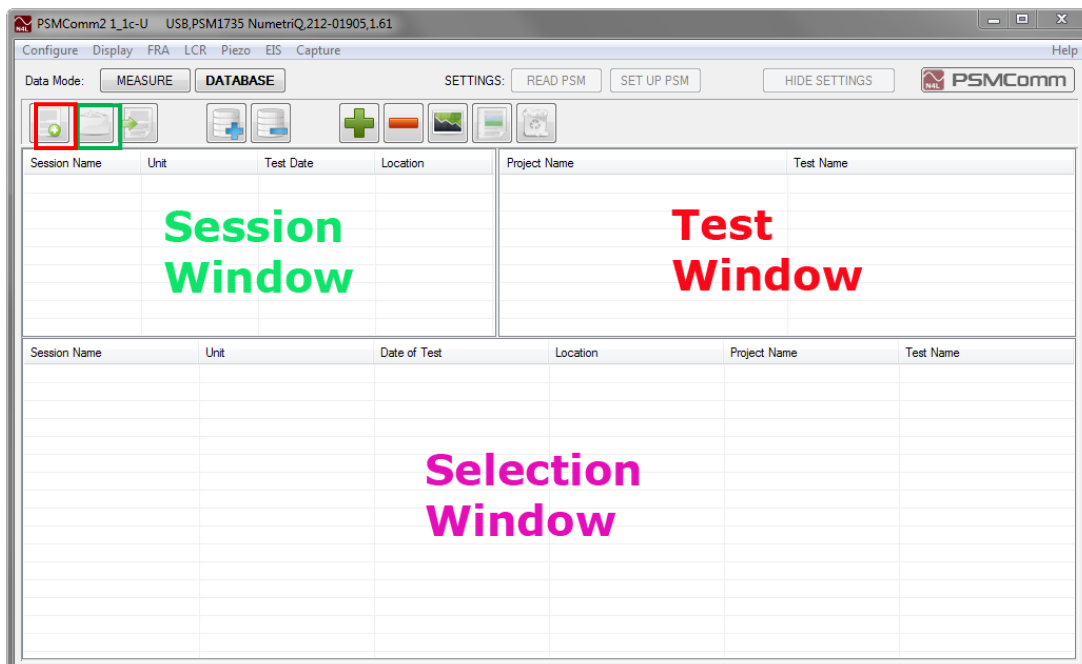 PSMComm2 1_1c-U USB,PSM1735 NumetriQ,212-01905,1.61
Configure Display FRA LCR Piezo EIS Capture Help
Data Mode: MEASURE DATABASE SETTINGS: READ PSM SET UP PSM HIDE SETTINGS N4L PSMComm
Session Name Unit Test Date Location Project Name Test Name
Session
Window
Test
Window
Session Name Unit Date of Test Location Project Name Test Name
Selection
Window